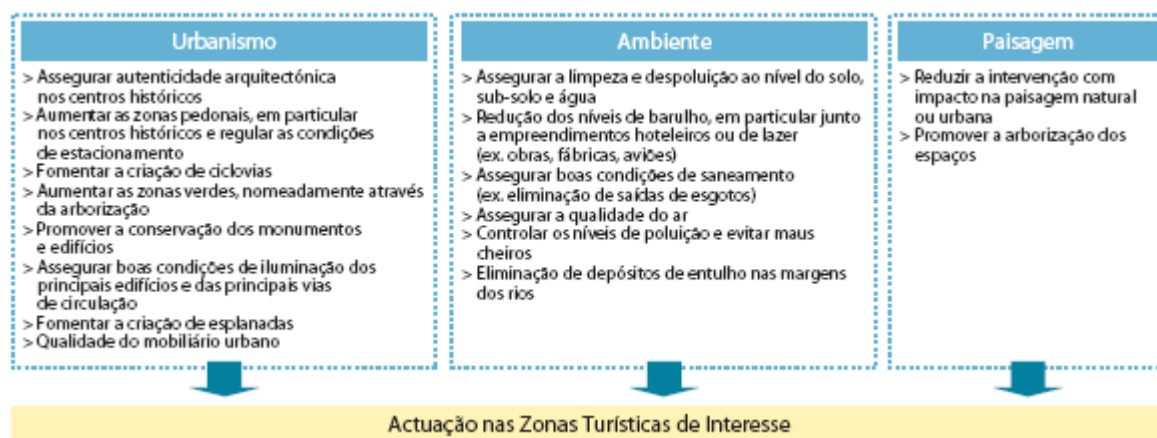 Urbanismo
> Assegurar autenticidade arquitectónica
nos centros históricos
> Aumentar as zonas pedonais, em particular
nos centros históricos e regular as condições
de estacionamento
> Fomentar a criação de ciclovias
> Aumentar as zonas verdes, nomeadamente através
da arborização
> Promover a conservação dos monumentos
e edifícios
> Assegurar boas condições de iluminação dos
principais edifícios e das principais vias
de circulação
> Fomentar a criação de esplanadas
> Qualidade do mobiliário urbano
Ambiente
> Assegurar a limpeza e despoluição ao nível do solo,
sub-solo e água
> Redução dos níveis de barulho, em particular junto
a empreendimentos hoteleiros ou de lazer
(ex. obras, fábricas, aviões)
> Assegurar boas condições de saneamento
(ex. eliminação de saídas de esgotos)
> Assegurar a qualidade do ar
> Controlar os níveis de poluição e evitar maus
cheiros
> Eliminação de depósitos de entulho nas margens
dos rios
Paisagem
> Reduzir a intervenção com
impacto na paisagem natural
ou urbana
> Promover a arborização dos
espaços
Actuação nas Zonas Turísticas de Interesse